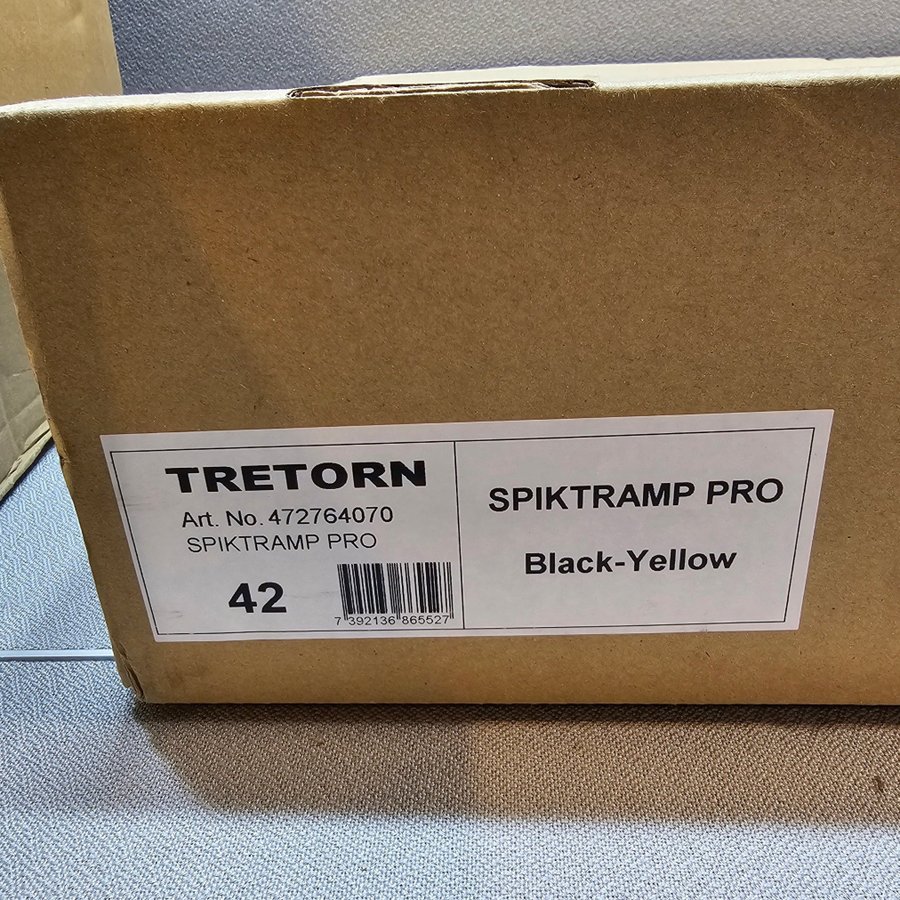 TRETORN
Art. No. 472764070
SPIKTRAMP PRO
42
7 392136 865527
SPIKTRAMP PRO
Black-Yellow